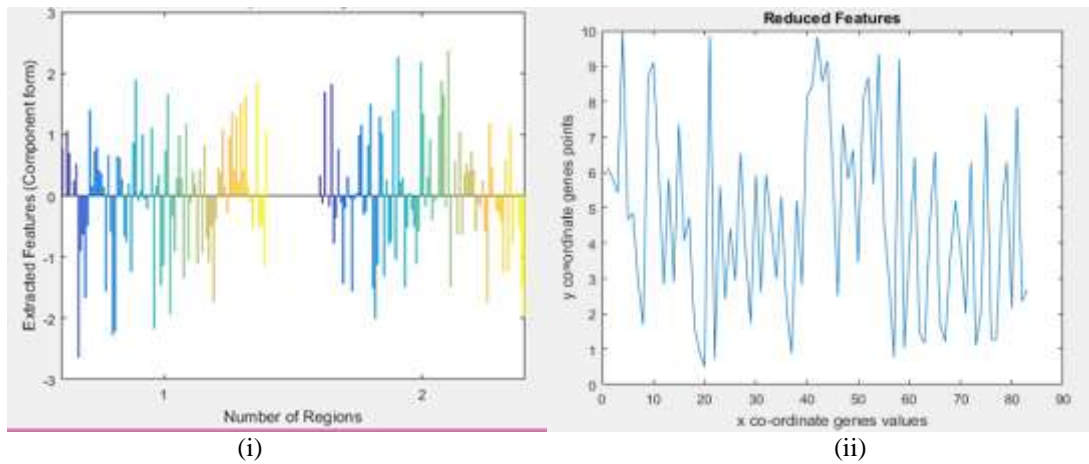 3
2
1
0
-1
-2
-3
1
2
Extracted Features (Component form)
Number of Regions
(i)
Reduced Features
10
9
8
7
6
5
4
3
2
1
0
0 10 20 30 40 50 60 70 80 90
y co-ordinate genes points
x co-ordinate genes values
(ii)